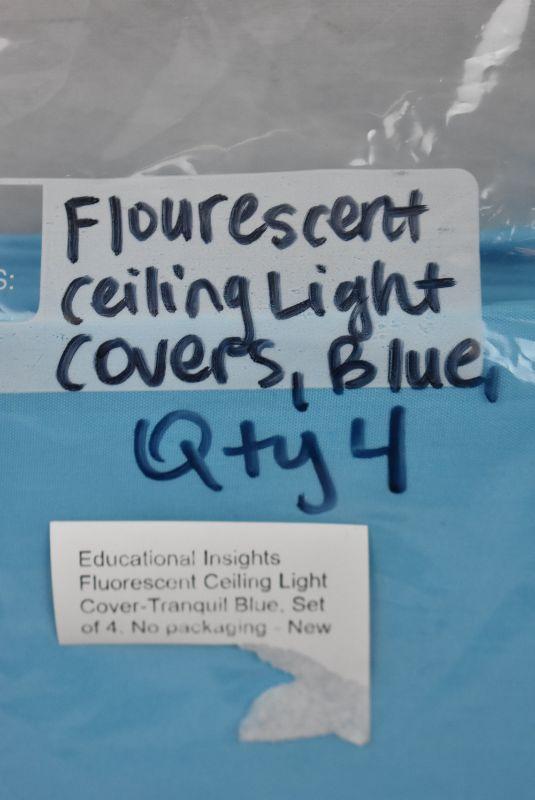 S:
Flourescent
ceiling Light
covers, Blue,
Qty 4
Educational Insights
Fluorescent Ceiling Light
Cover-Tranquil Blue, Set
of 4. No packaging - New